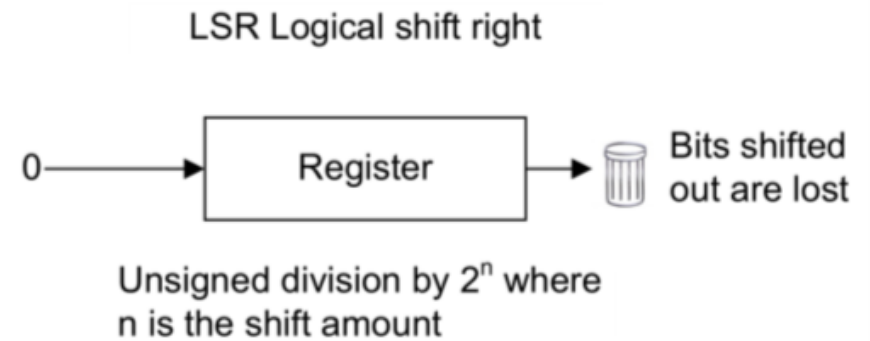 LSR Logical shift right
0
Register
Bits shifted
out are lost
Unsigned division by 2ⁿ where
n is the shift amount